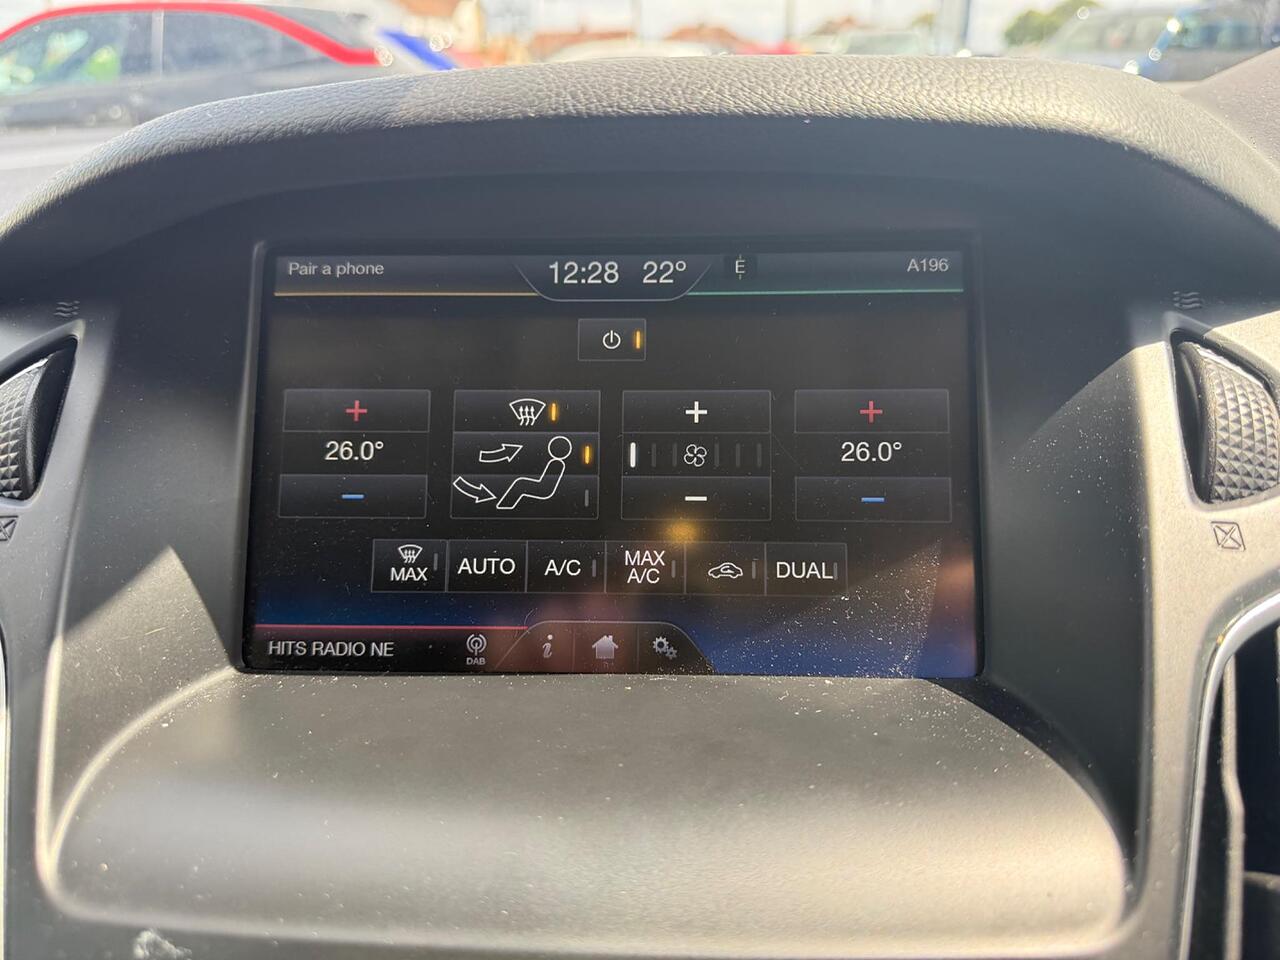 Pair a phone
12:28 22° E
A196
26.0°
26.0°
MAX
AUTO
A/C
MAX
A/C
DUAL
HITS RADIO NE
DAB
i